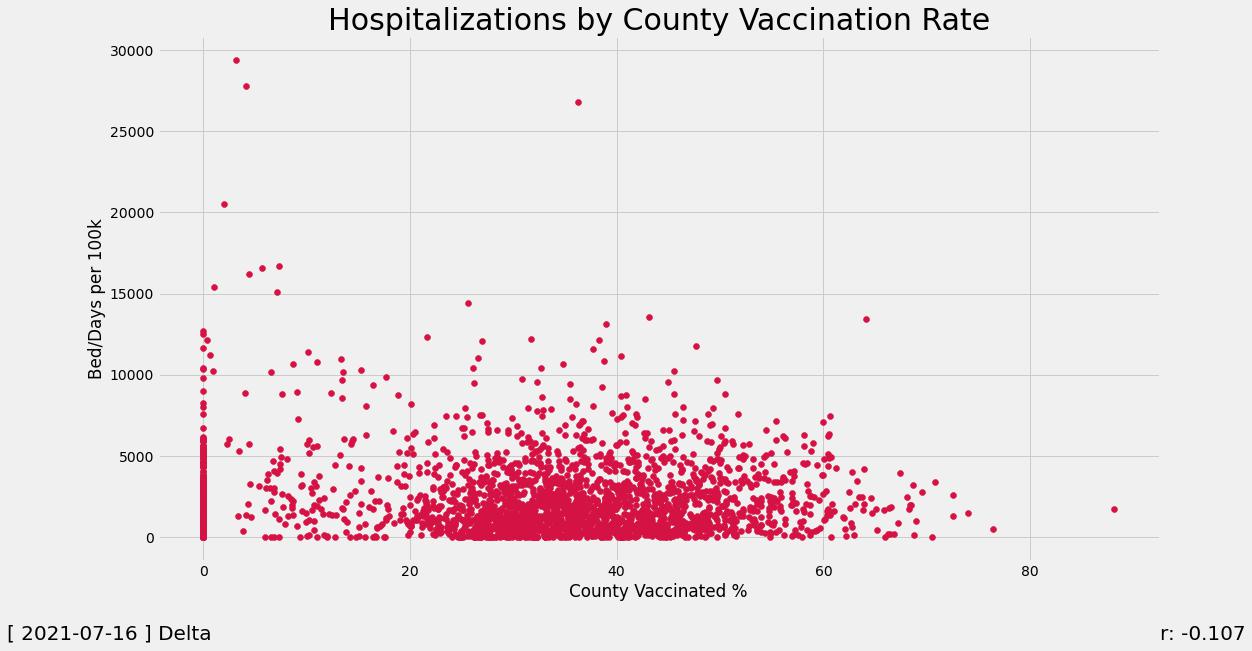 Hospitalizations by County Vaccination Rate
30000
25000
20000
15000
10000
5000
0
Bed/Days per 100k
0 20 40 60 80
County Vaccinated %
[ 2021-07-16 ] Delta
r: -0.107